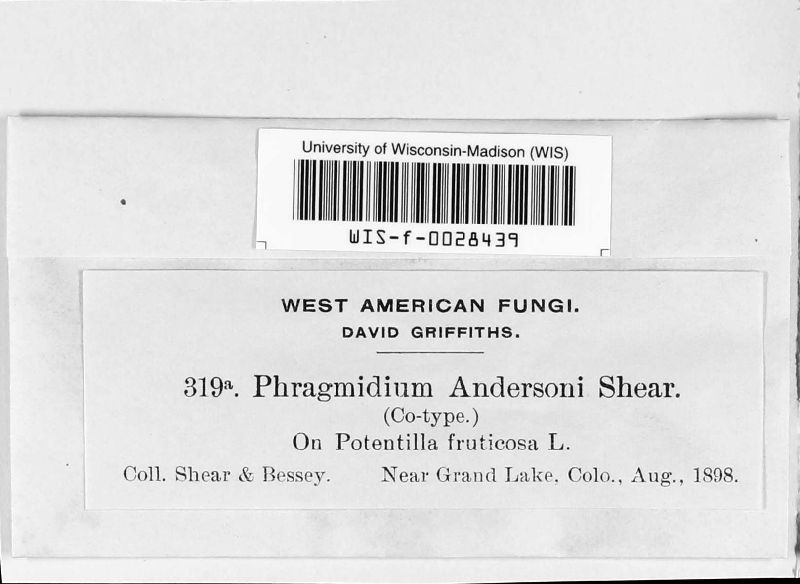 University of Wisconsin-Madison (WIS)
WIS-f-0028439
WEST AMERICAN FUNGI.
DAVID GRIFFITHS.
319ª. Phragmidium Andersoni Shear.
(Co-type.)
On Potentilla fruticosa L.
Coll. Shear & Bessey. Near Grand Lake, Colo., Aug., 1898.